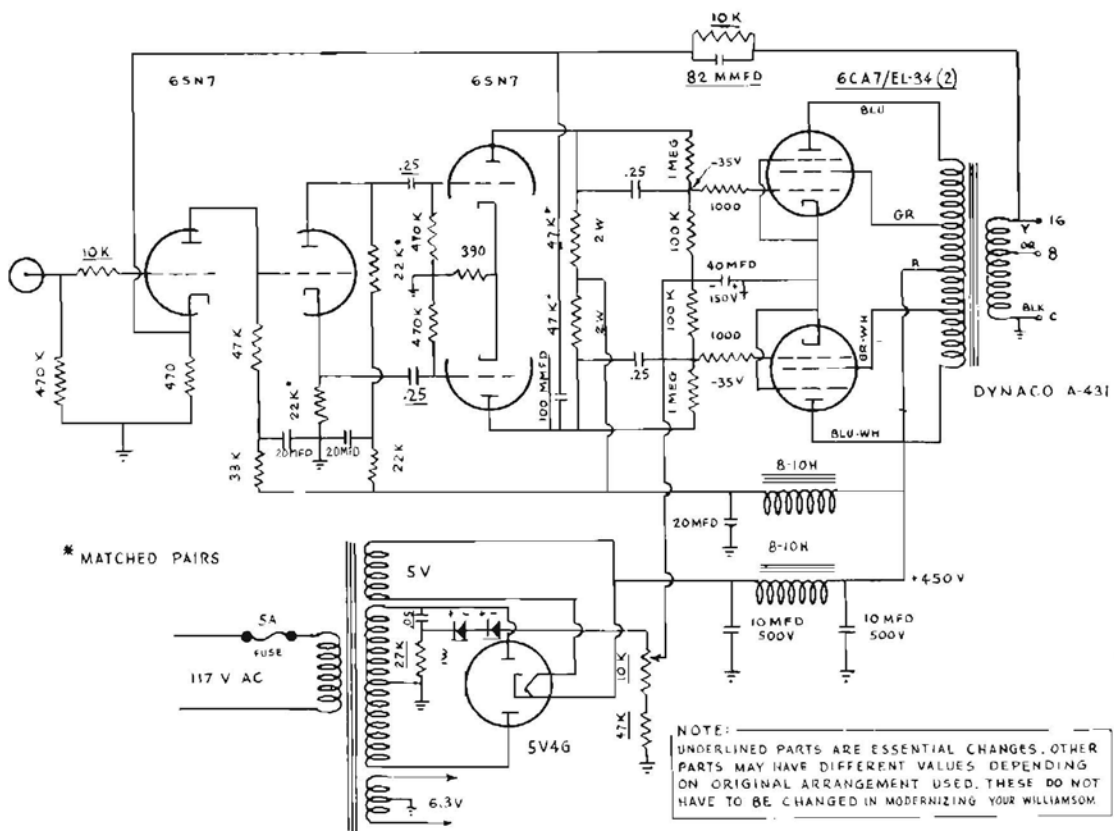 10K
82 MMFD
6SN7
6SN7
6CA7/EL-34 (2)
BLU
1 MEG
-35V
.25
.25
1000
GR
16
Y
OR
8
10K
470K
22K*
390
47K*
2W
100K
40 MFD
- +
150V
R
BLK
C
470K
470
47K
22K*
470K
47K*
2W
100K
1000
GR-WH
.25
.25
100 MMFD
1 MEG
-35V
DYNACO A-431
BLU-WH
20MFD
20MFD
33K
22K
8-10H
20MFD
* MATCHED PAIRS
8-10H
5V
+450V
5A
FUSE
.05
+ - + -
10 MFD
500V
10 MFD
500V
27K
1W
10K
117 V AC
5V4G
47K
6.3V
NOTE:
UNDERLINED PARTS ARE ESSENTIAL CHANGES. OTHER
PARTS MAY HAVE DIFFERENT VALUES DEPENDING
ON ORIGINAL ARRANGEMENT USED. THESE DO NOT
HAVE TO BE CHANGED IN MODERNIZING YOUR WILLIAMSOM